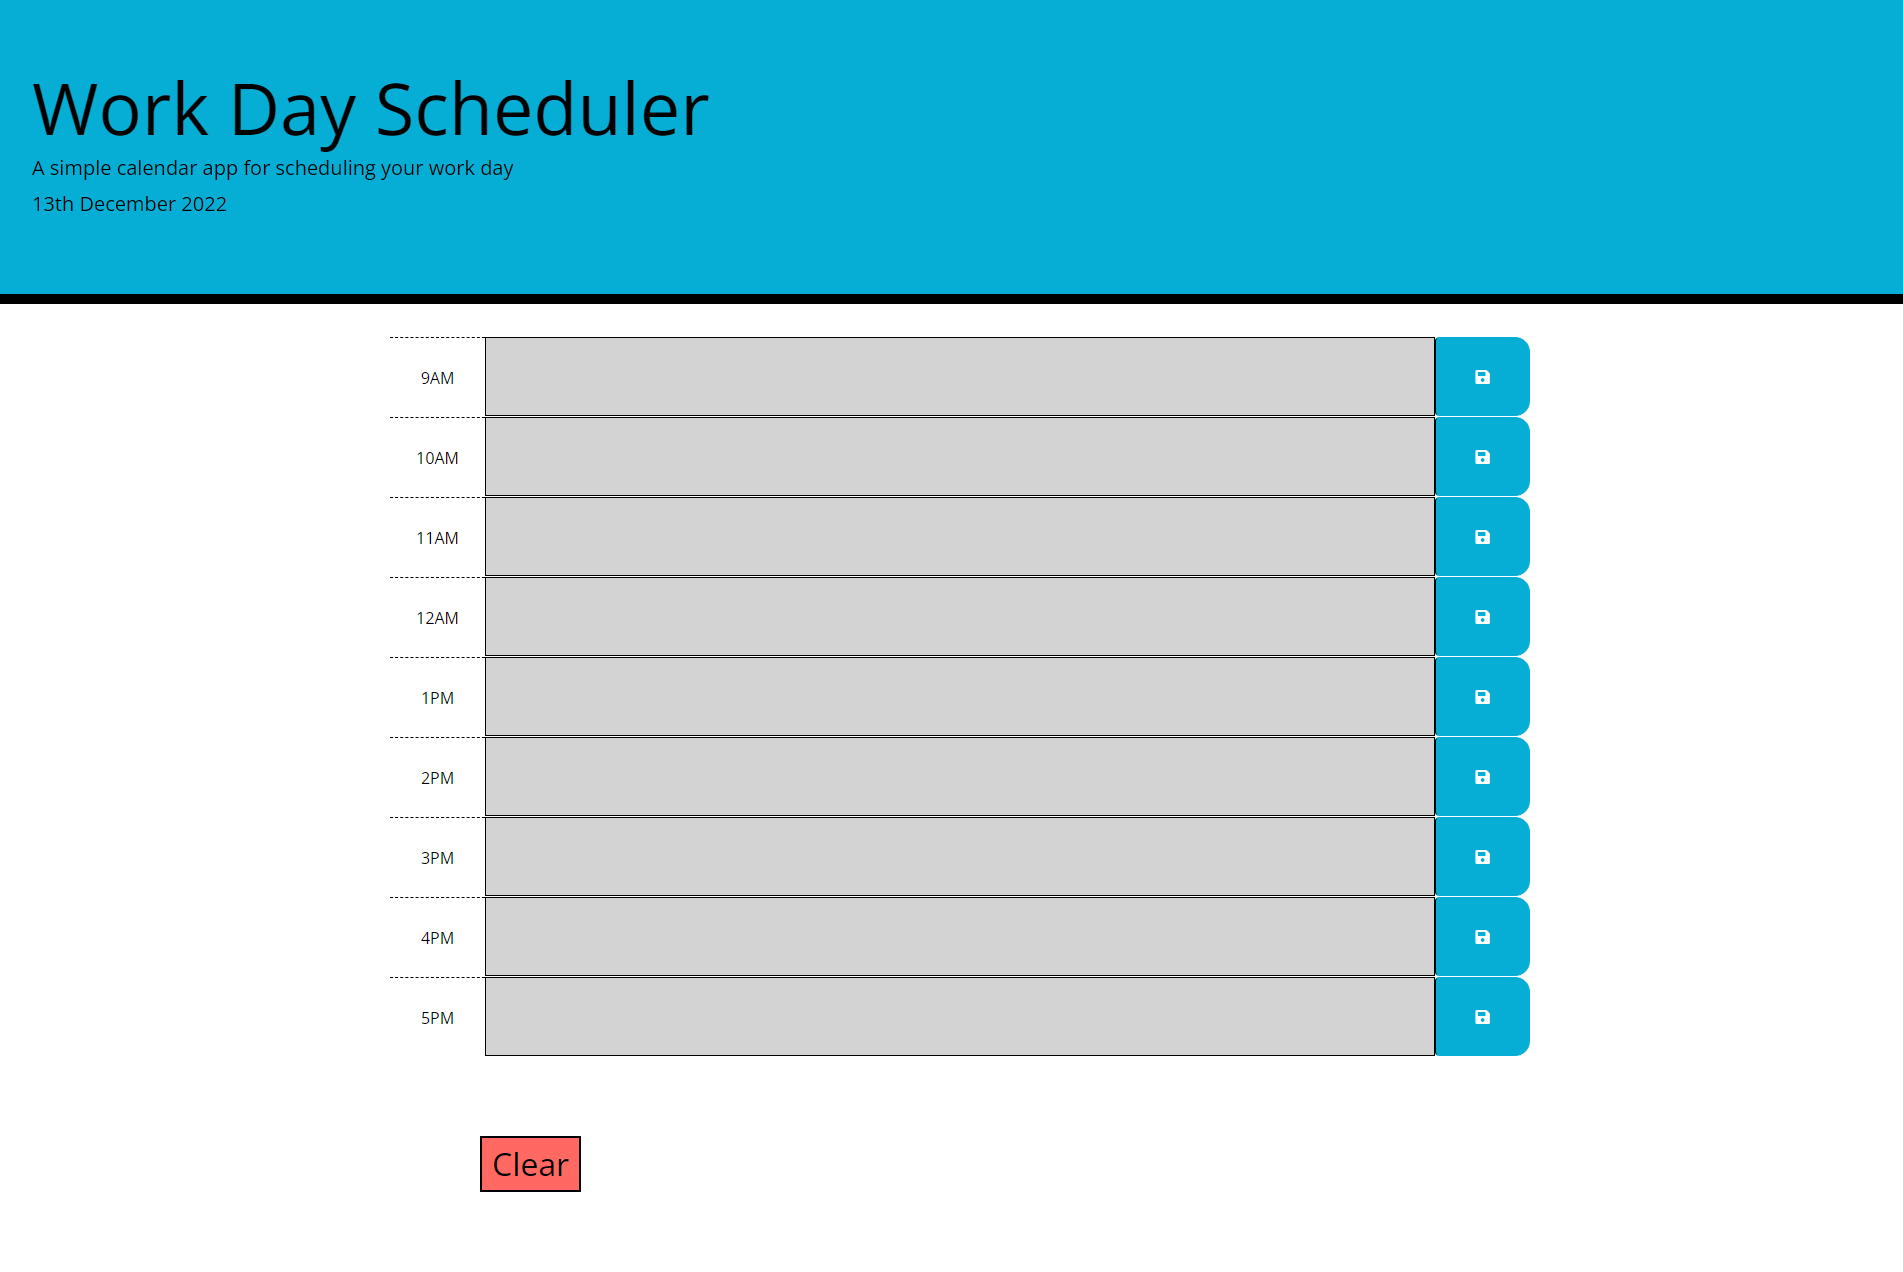 Work Day Scheduler
A simple calendar app for scheduling your work day
13th December 2022
9AM
10AM
11AM
12AM
1PM
2PM
3PM
4PM
5PM
Clear